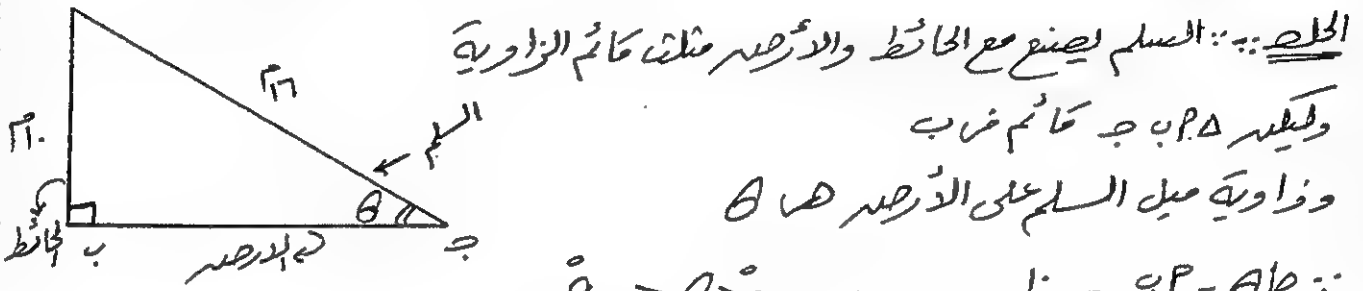 الحل :- ∵ السلم يصنع مع الحائط والأرض مثلث قائم الزاوية
وليكن △ أ ب جـ قائم في ب
وزاوية ميل السلم على الأرض هى θ
١٦م
السلم
١٠م
θ
الحائط
ب
الأرض
جـ